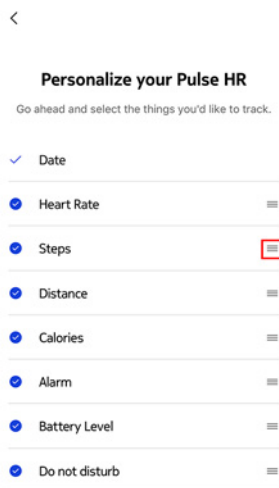 Personalize your Pulse HR
Go ahead and select the things you'd like to track.
Date
Heart Rate
Steps
Distance
Calories
Alarm
Battery Level
Do not disturb